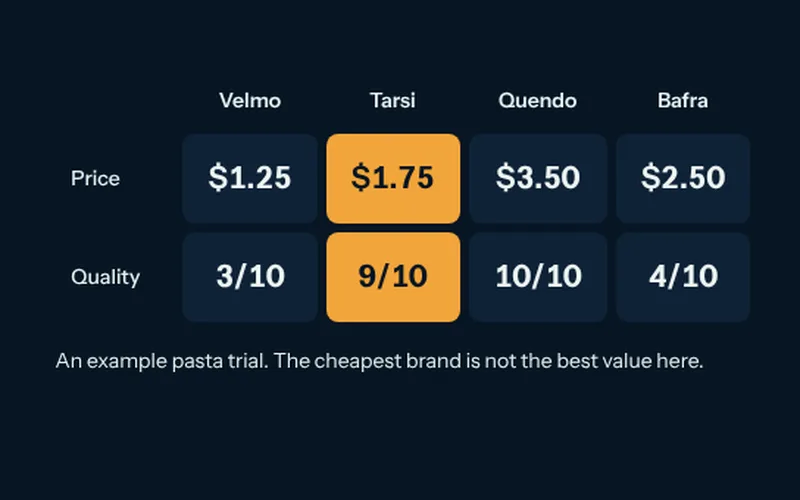 Velmo Tarsi Quendo Bafra
Price $1.25 $1.75 $3.50 $2.50
Quality 3/10 9/10 10/10 4/10
An example pasta trial. The cheapest brand is not the best value here.